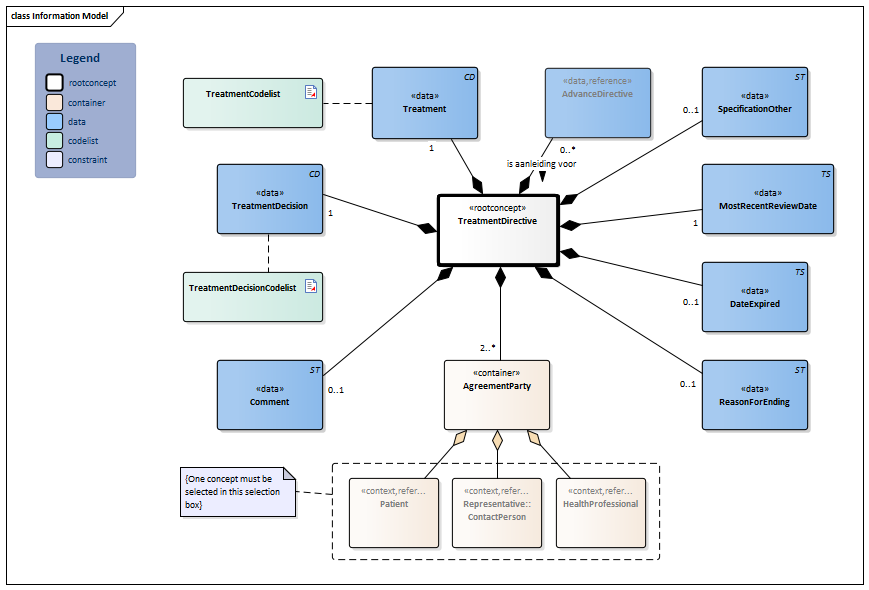 class Information Model
Legend
rootconcept
container
data
codelist
constraint
TreatmentCodelist
CD
«data»
Treatment
1
«data,reference»
AdvanceDirective
0..*
is aanleiding voor
ST
«data»
SpecificationOther
0..1
CD
«data»
TreatmentDecision
1
«rootconcept»
TreatmentDirective
TS
«data»
MostRecentReviewDate
1
TreatmentDecisionCodelist
TS
«data»
DateExpired
0..1
ST
«data»
Comment
0..1
2..*
«container»
AgreementParty
ST
«data»
ReasonForEnding
0..1
{One concept must be
selected in this selection
box}
«context,refer...
Patient
«context,refer...
Representative::
ContactPerson
«context,refer...
HealthProfessional